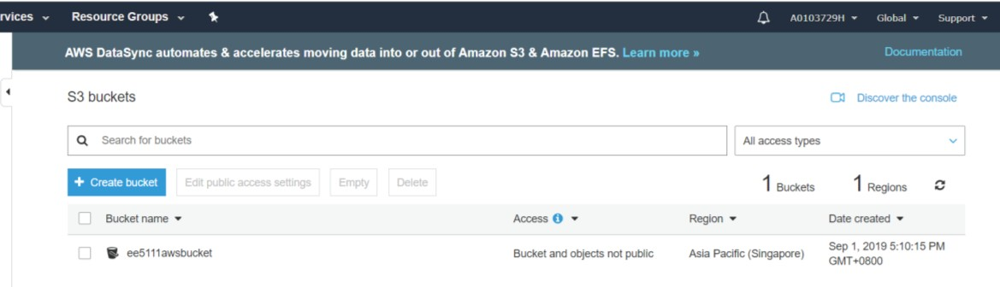 rvices Resource Groups A0103729H Global Support
AWS DataSync automates & accelerates moving data into or out of Amazon S3 & Amazon EFS. Learn more » Documentation
S3 buckets Discover the console
Search for buckets All access types
+ Create bucket Edit public access settings Empty Delete 1 Buckets 1 Regions
Bucket name Access Region Date created
ee5111awsbucket Bucket and objects not public Asia Pacific (Singapore) Sep 1, 2019 5:10:15 PM
GMT+0800